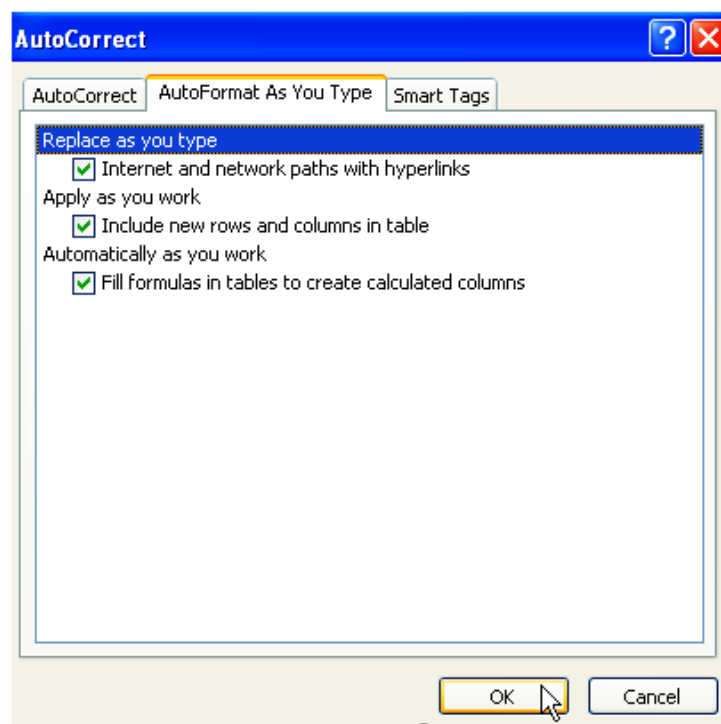 AutoCorrect
AutoCorrect AutoFormat As You Type Smart Tags
Replace as you type
Internet and network paths with hyperlinks
Apply as you work
Include new rows and columns in table
Automatically as you work
Fill formulas in tables to create calculated columns
OK Cancel